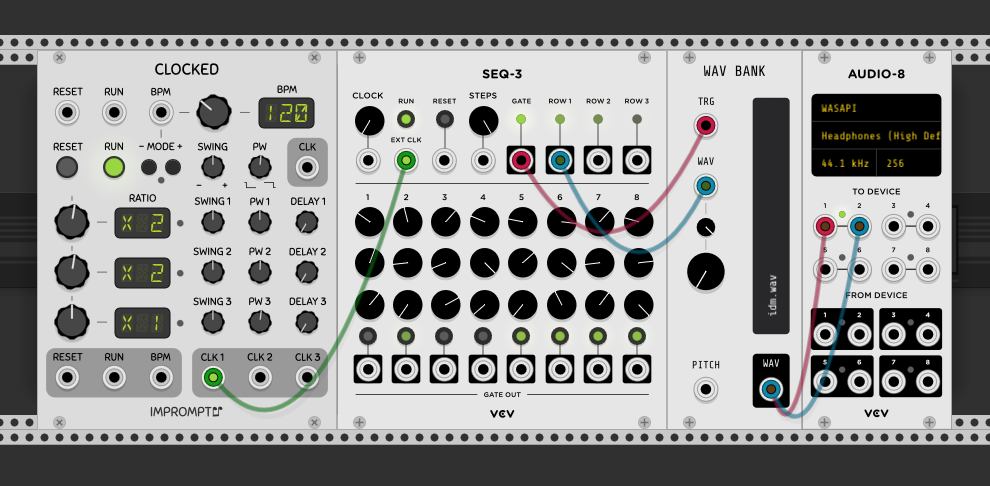 CLOCKED
RESET RUN BPM
BPM
120
RESET RUN - MODE + SWING PW CLK
- +
RATIO
X 2 SWING 1 PW 1 DELAY 1
X 2 SWING 2 PW 2 DELAY 2
X 1 SWING 3 PW 3 DELAY 3
RESET RUN BPM CLK 1 CLK 2 CLK 3
IMPROMPTU
SEQ-3
CLOCK RUN RESET STEPS GATE ROW 1 ROW 2 ROW 3
EXT CLK
1 2 3 4 5 6 7 8
GATE OUT
VCV
WAV BANK
TRG
WAV
idm.wav
PITCH
WAV
AUDIO-8
WASAPI
Headphones (High Def
44.1 kHz 256
TO DEVICE
1 2 3 4
5 6 7 8
FROM DEVICE
1 2 3 4
5 6 7 8
VCV